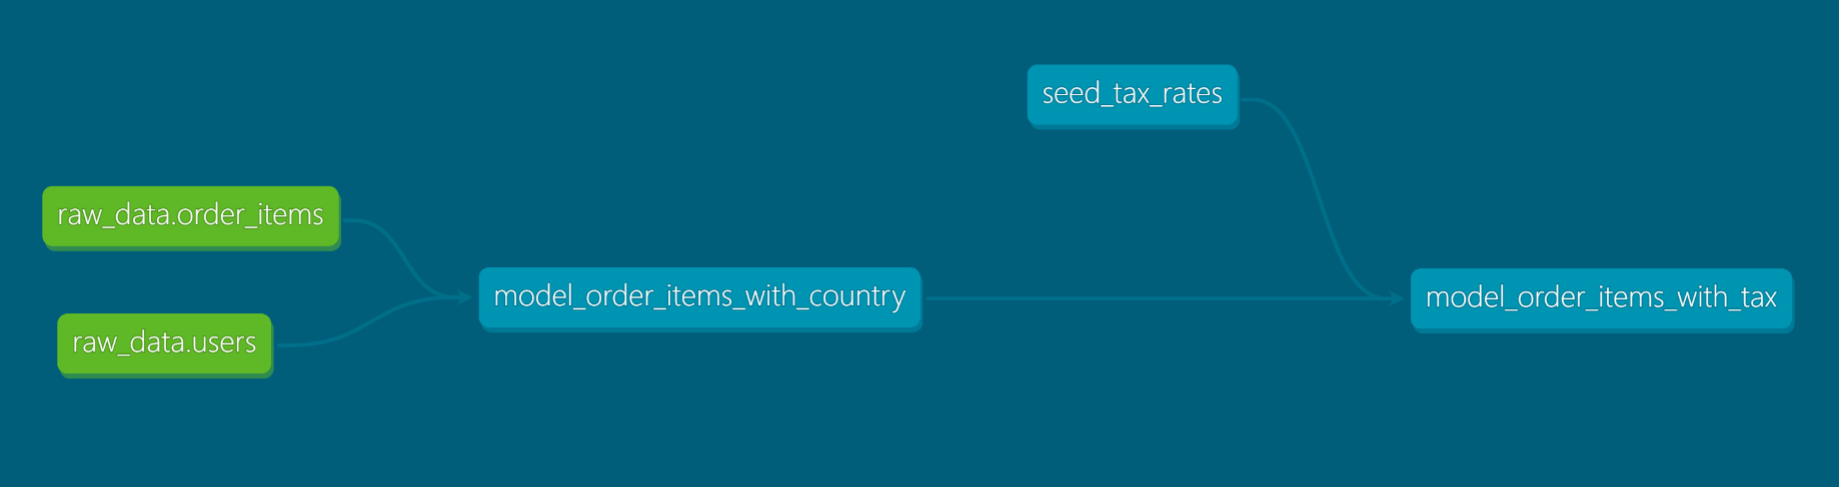 seed_tax_rates
raw_data.order_items
model_order_items_with_country
model_order_items_with_tax
raw_data.users